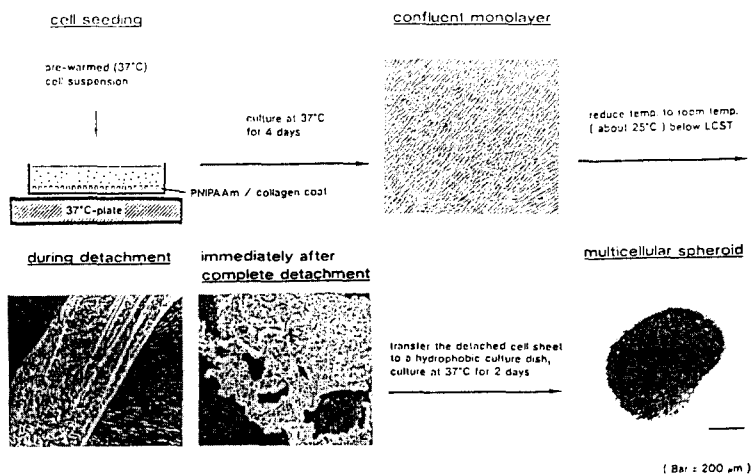 cell seeding
pre-warmed (37°C)
cell suspension
PNIPAAm / collagen coat
37°C-plate
culture at 37°C
for 4 days
confluent monolayer
reduce temp. to room temp.
( about 25°C ) below LCST
during detachment
immediately after
complete detachment
transfer the detached cell sheet
to a hydrophobic culture dish,
culture at 37°C for 2 days
multicellular spheroid
( Bar = 200 μm )